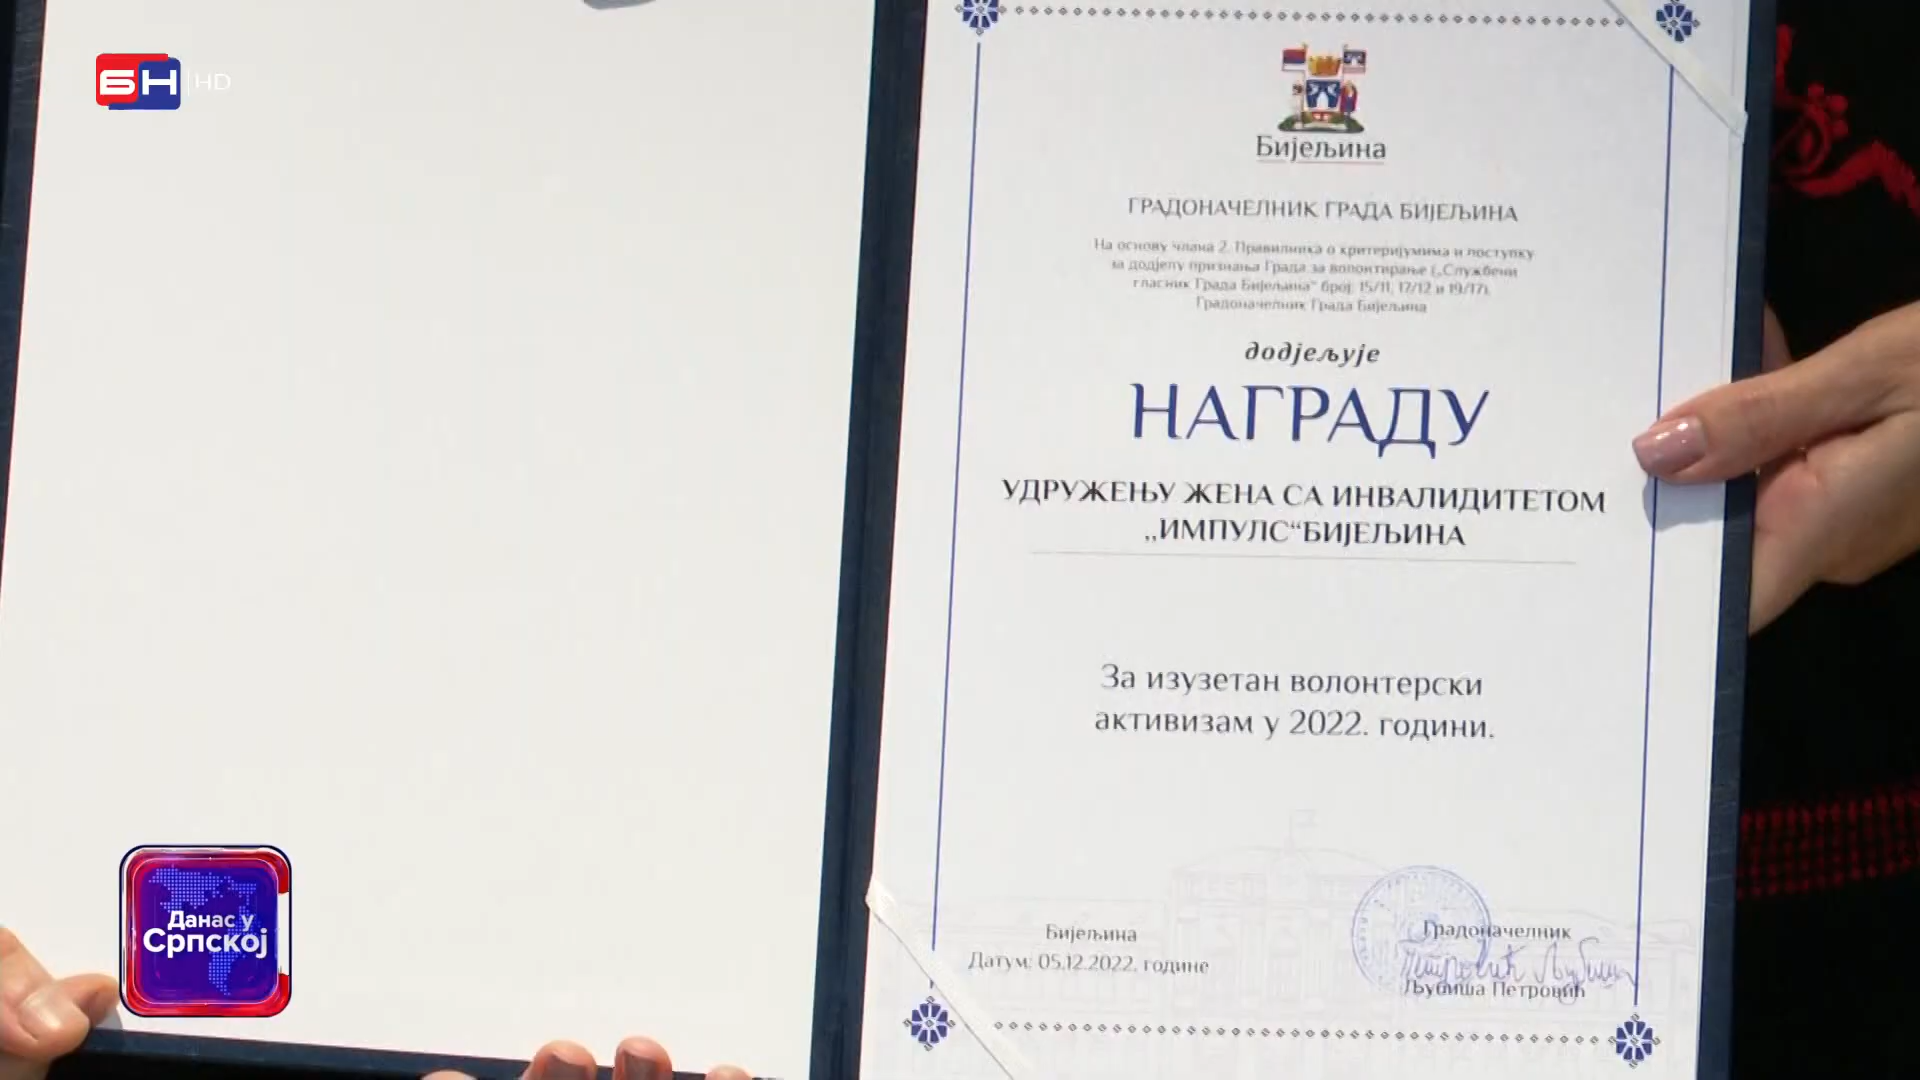 БН HD
Бијељина
ГРАДОНАЧЕЛНИК ГРАДА БИЈЕЉИНА
На основу члана 2. Правилника о критеријумима и поступку
за додјелу признања Града за волонтирање („Службени
гласник Града Бијељина“ број: 15/11, 17/12 и 19/17),
Градоначелник Града Бијељина
додјељује
НАГРАДУ
УДРУЖЕЊУ ЖЕНА СА ИНВАЛИДИТЕТОМ
,,ИМПУЛС“БИЈЕЉИНА
За изузетан волонтерски
активизам у 2022. години.
Бијељина
Датум: 05.12.2022. године
Градоначелник
Љубиша Петровић
Данас у
Српској